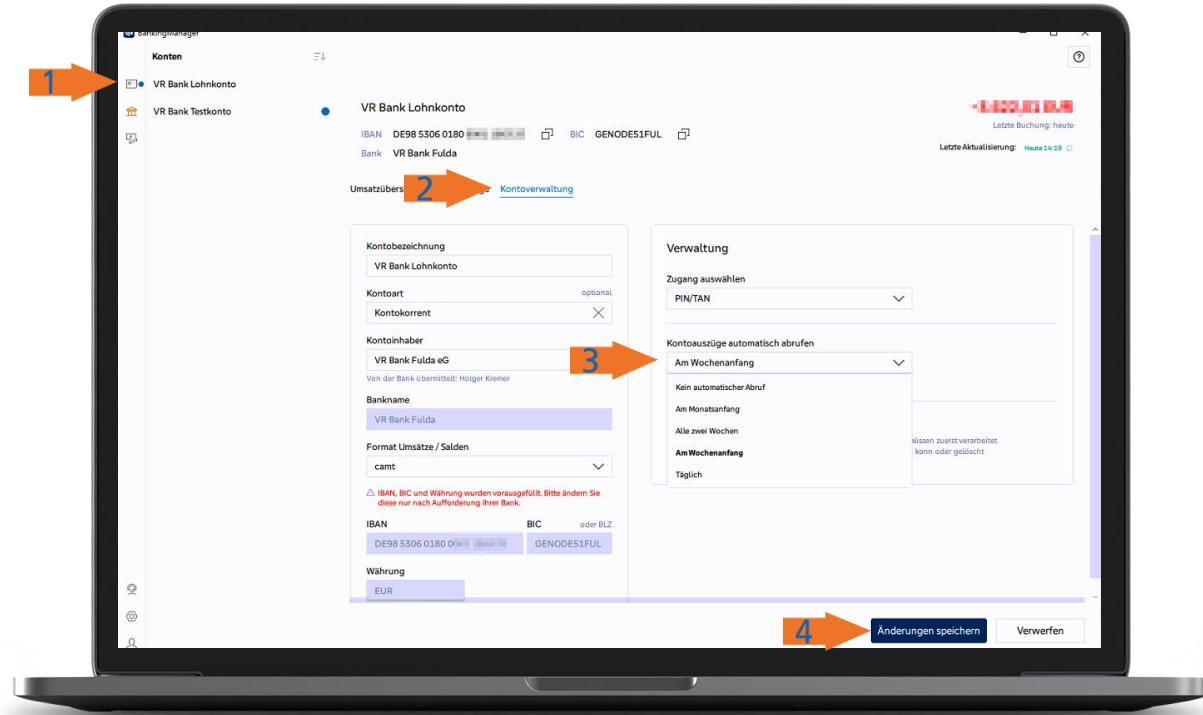 BankingManager
Konten
1
VR Bank Lohnkonto
VR Bank Testkonto
VR Bank Lohnkonto
IBAN DE98 5306 0180 BIC GENODE51FUL
Bank VR Bank Fulda
Letzte Buchung: heute
Letzte Aktualisierung: Heute 14:19
Umsatzübers 2 ge Kontoverwaltung
Kontobezeichnung
VR Bank Lohnkonto
Kontoart optional
Kontokorrent
Kontoinhaber
VR Bank Fulda eG
Von der Bank übermittelt: Holger Kremer
Bankname
VR Bank Fulda
Format Umsätze / Salden
camt
IBAN, BIC und Währung wurden vorausgefüllt. Bitte ändern Sie
diese nur nach Aufforderung Ihrer Bank.
IBAN BIC oder BLZ
DE98 5306 0180 GENODE51FUL
Währung
EUR
Verwaltung
Zugang auswählen
PIN/TAN
Kontoauszüge automatisch abrufen
3
Am Wochenanfang
Kein automatischer Abruf
Am Monatsanfang
Alle zwei Wochen
Am Wochenanfang
Täglich
müssen zuerst verarbeitet
kann oder gelöscht
4
Änderungen speichern
Verwerfen